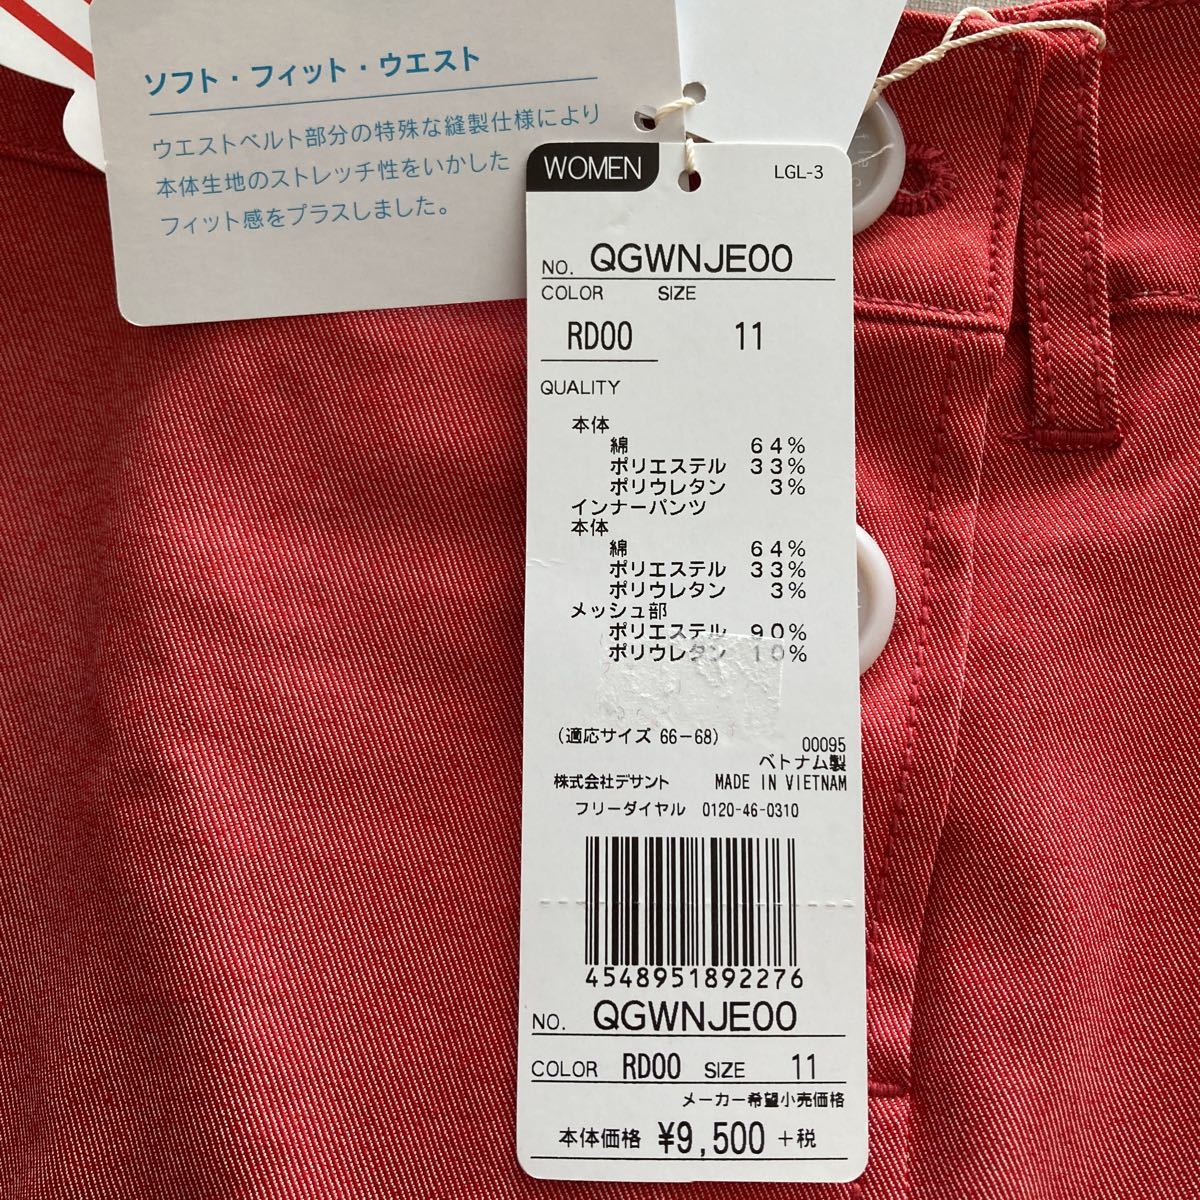 ソフト・フィット・ウエスト
ウエストベルト部分の特殊な縫製仕様により
本体生地のストレッチ性をいかした
フィット感をプラスしました。
WOMEN
LGL-3
NO. QGWNJE00
COLOR SIZE
RD00 11
QUALITY
本体
綿 64%
ポリエステル 33%
ポリウレタン 3%
インナーパンツ
本体
綿 64%
ポリエステル 33%
ポリウレタン 3%
メッシュ部
ポリエステル 90%
ポリウレタン 10%
(適応サイズ 66-68)
00095
ベトナム製
株式会社デサント MADE IN VIETNAM
フリーダイヤル 0120-46-0310
4548951892276
NO. QGWNJE00
COLOR RD00 SIZE 11
メーカー希望小売価格
本体価格 ¥9,500 +税